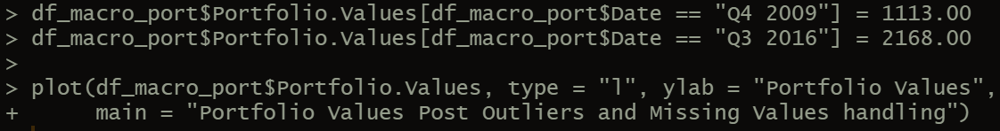 > df_macro_port$Portfolio.Values[df_macro_port$Date == "Q4 2009"] = 1113.00
> df_macro_port$Portfolio.Values[df_macro_port$Date == "Q3 2016"] = 2168.00
>
> plot(df_macro_port$Portfolio.Values, type = "l", ylab = "Portfolio Values",
+      main = "Portfolio Values Post Outliers and Missing Values handling")